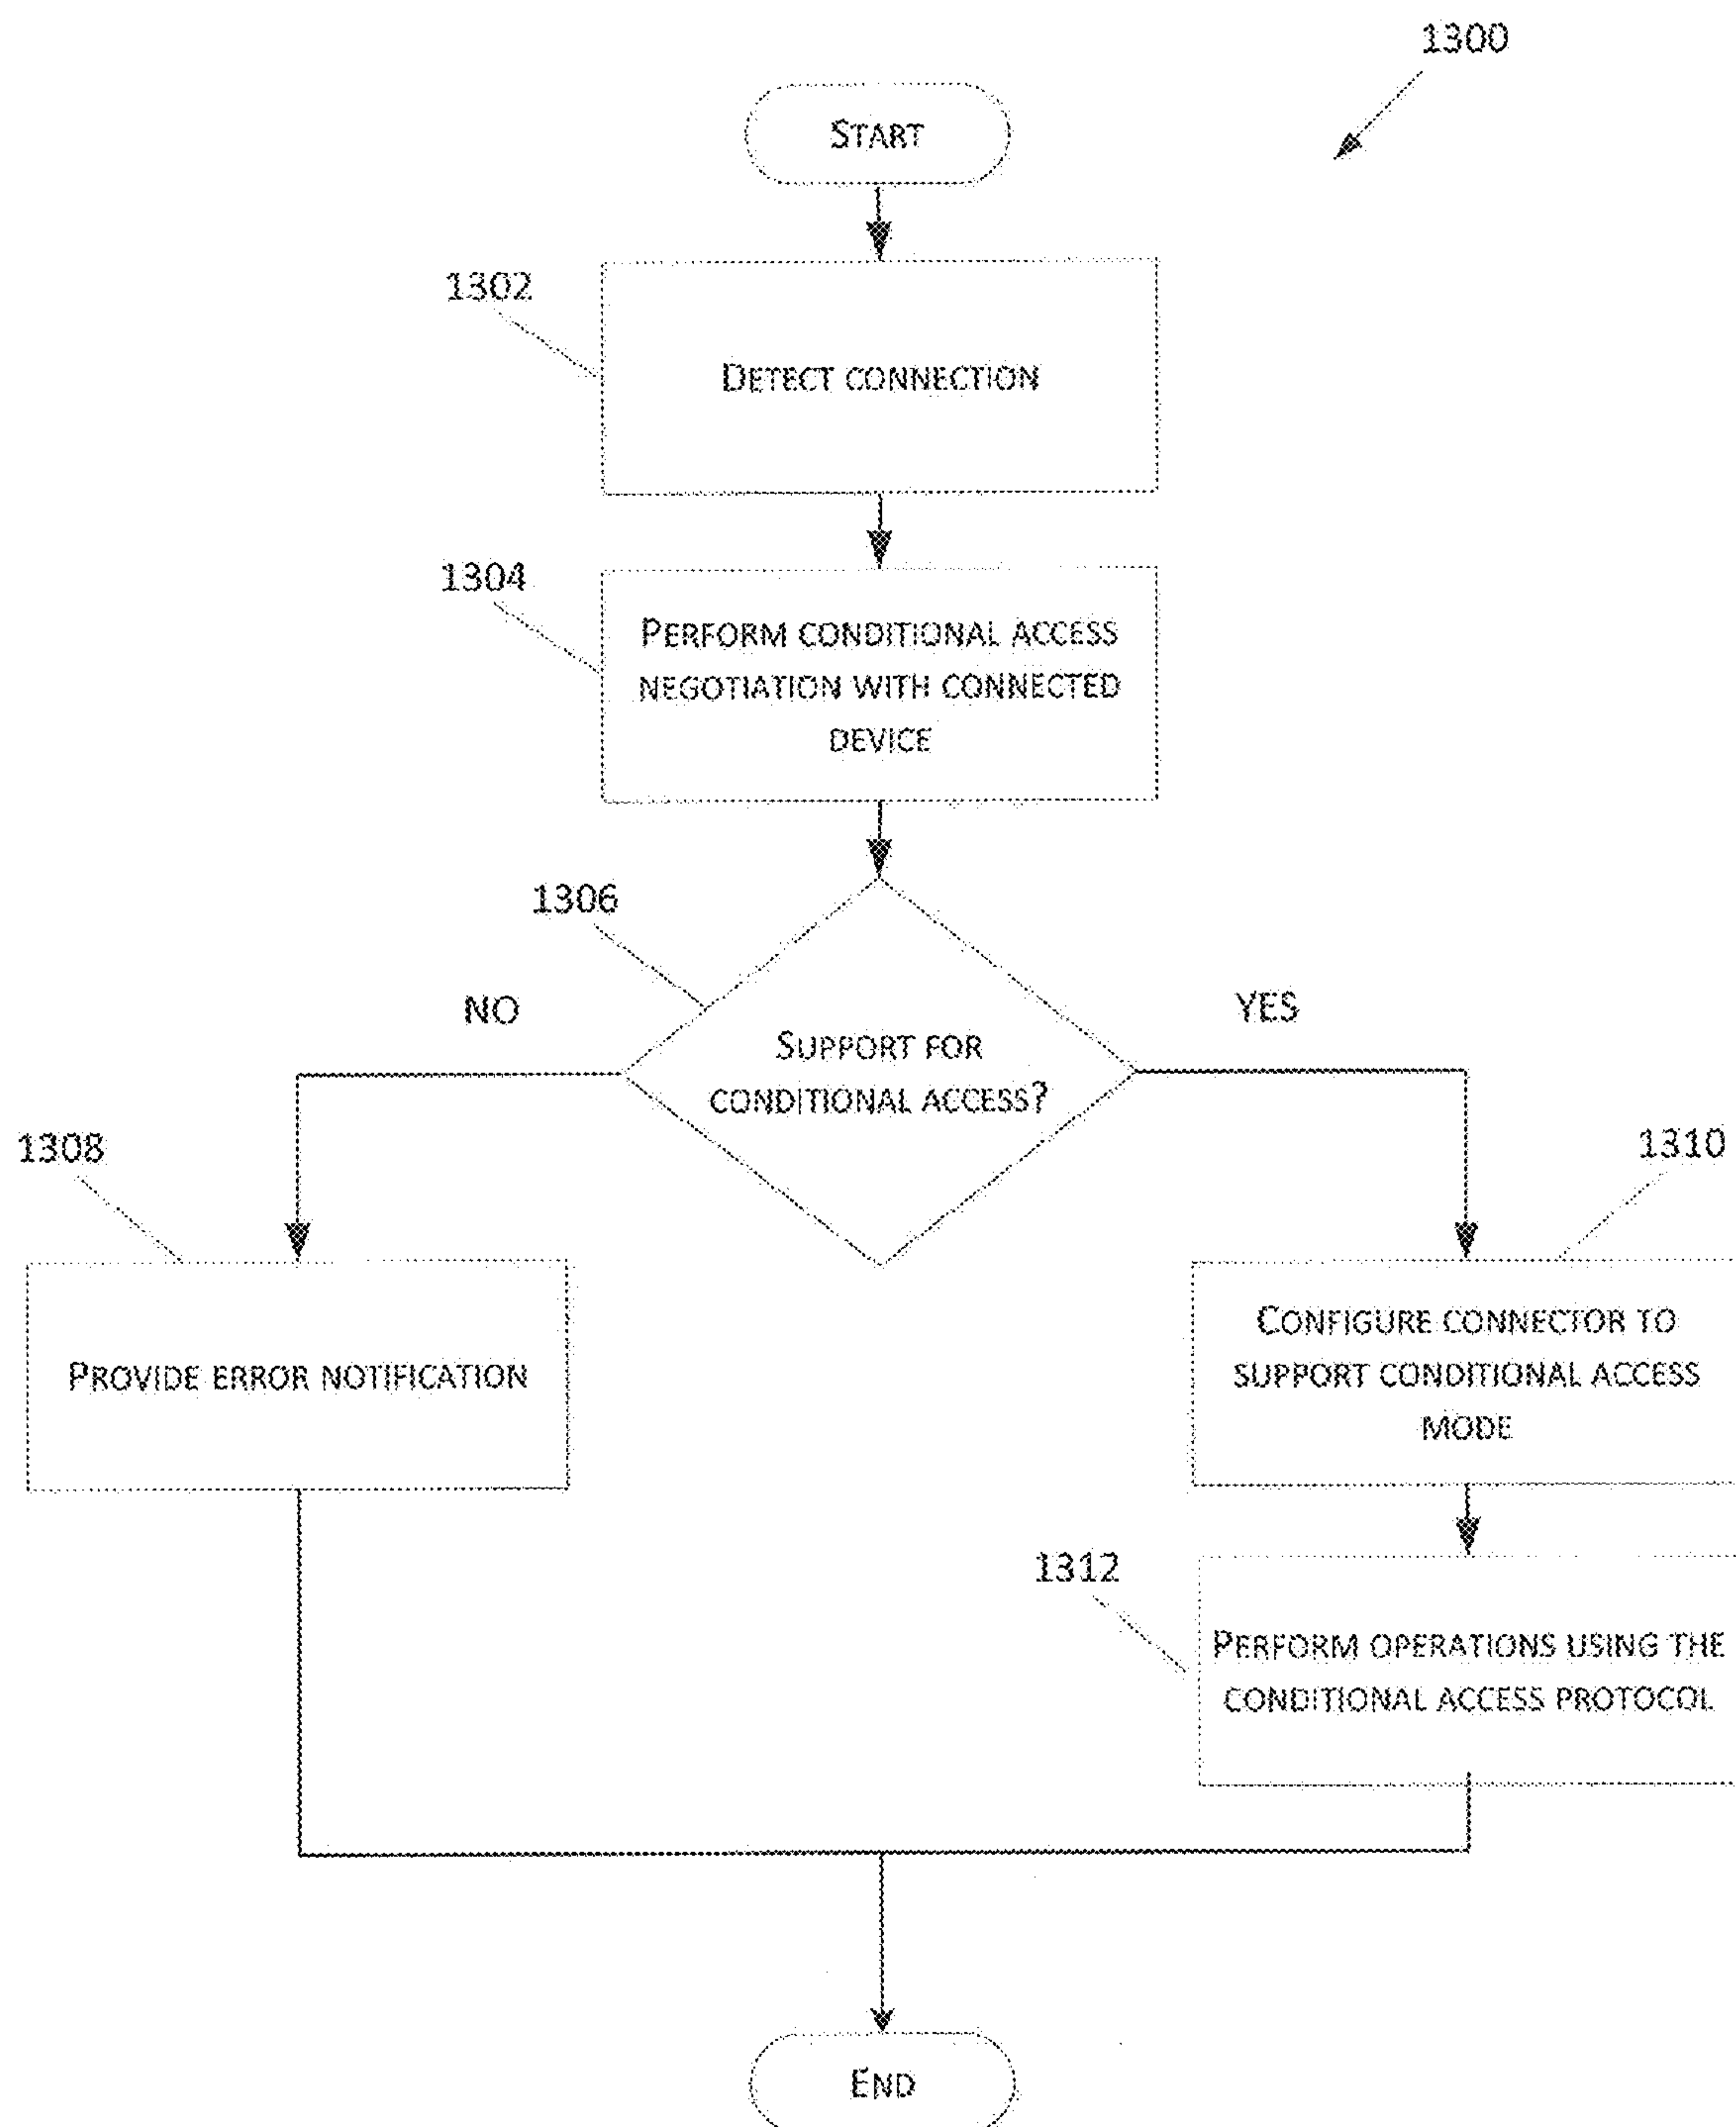 1300
START
1302
DETECT CONNECTION
1304
PERFORM CONDITIONAL ACCESS
NEGOTIATION WITH CONNECTED
DEVICE
1306
NO
YES
SUPPORT FOR
CONDITIONAL ACCESS?
1308
1310
PROVIDE ERROR NOTIFICATION
CONFIGURE CONNECTOR TO
SUPPORT CONDITIONAL ACCESS
MODE
1312
PERFORM OPERATIONS USING THE
CONDITIONAL ACCESS PROTOCOL
END